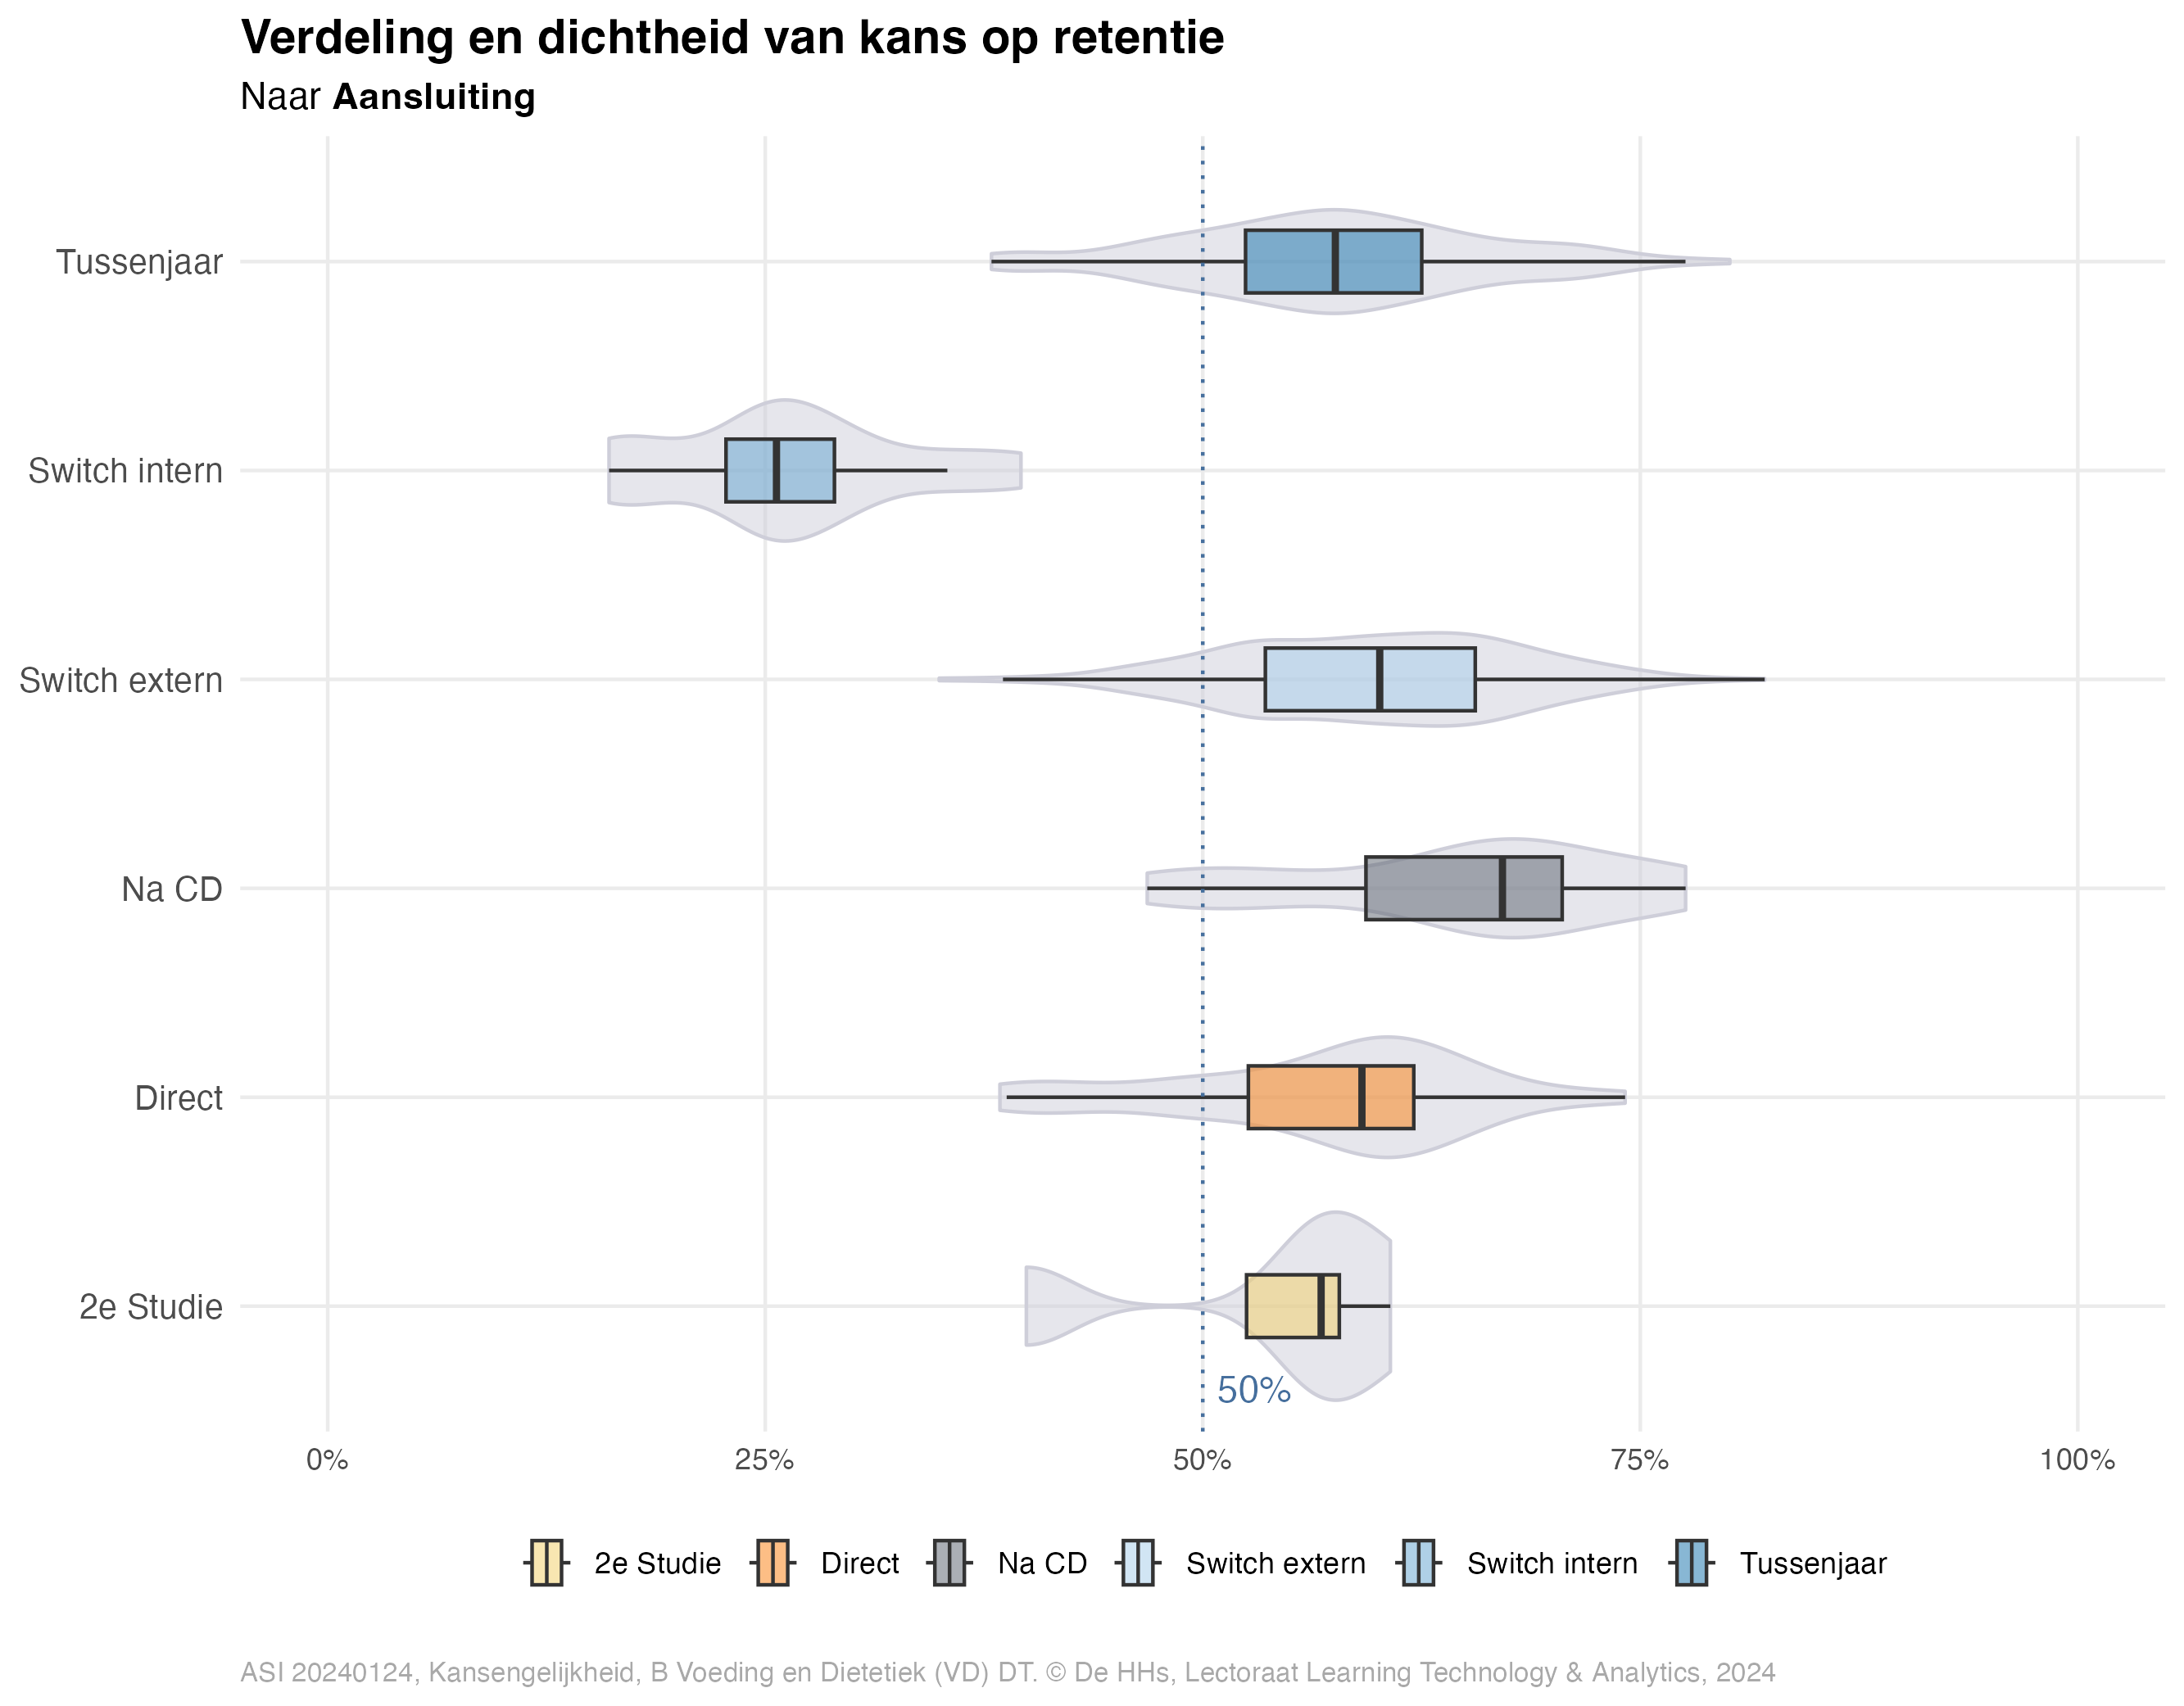 Verdeling en dichtheid van kans op retentie
Naar Aansluiting
Tussenjaar
Switch intern
Switch extern
Na CD
Direct
2e Studie
50%
0% 25% 50% 75% 100%
2e Studie Direct Na CD Switch extern Switch intern Tussenjaar
ASI 20240124, Kansengelijkheid, B Voeding en Dietetiek (VD) DT. © De HHs, Lectoraat Learning Technology & Analytics, 2024